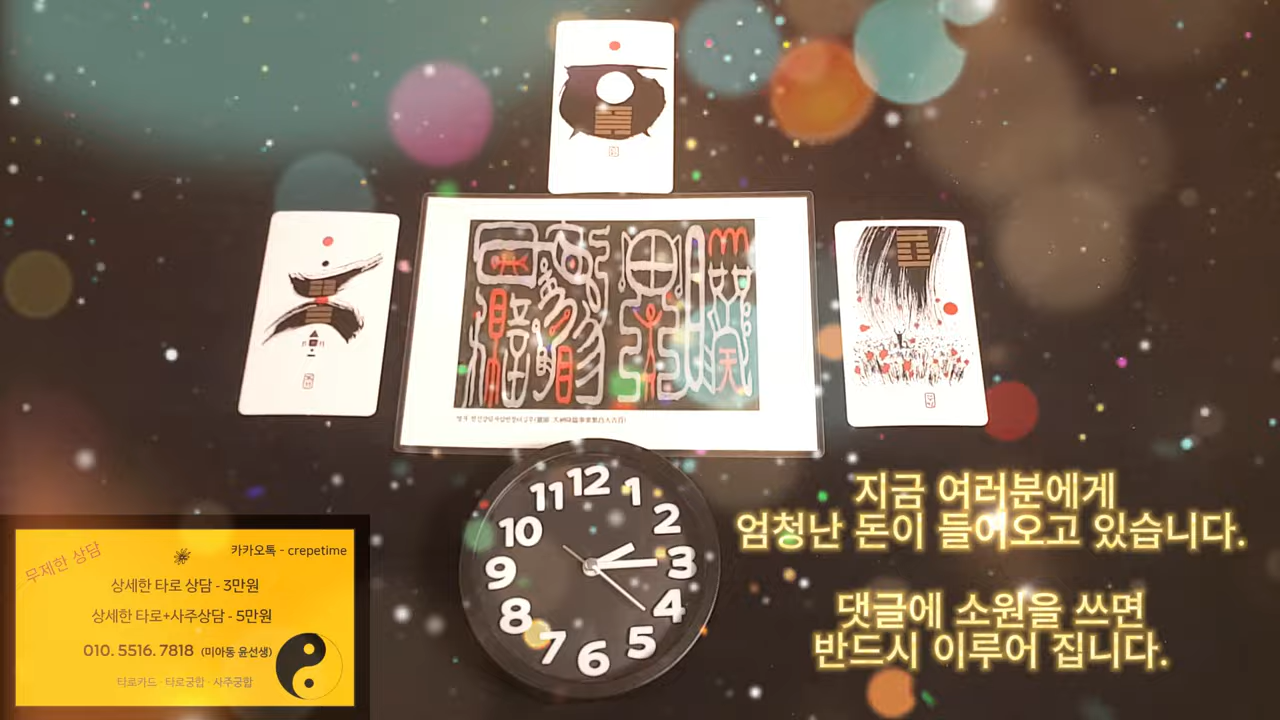 12
1
2
3
4
5
6
7
8
9
10
11
지금 여러분에게
엄청난 돈이 들어오고 있습니다.
댓글에 소원을 쓰면
반드시 이루어 집니다.
무제한 상담
카카오톡 - crepetime
상세한 타로 상담 - 3만원
상세한 타로+사주상담 - 5만원
010. 5516. 7818 (미아동 윤선생)
타로카드 · 타로궁합 · 사주궁합